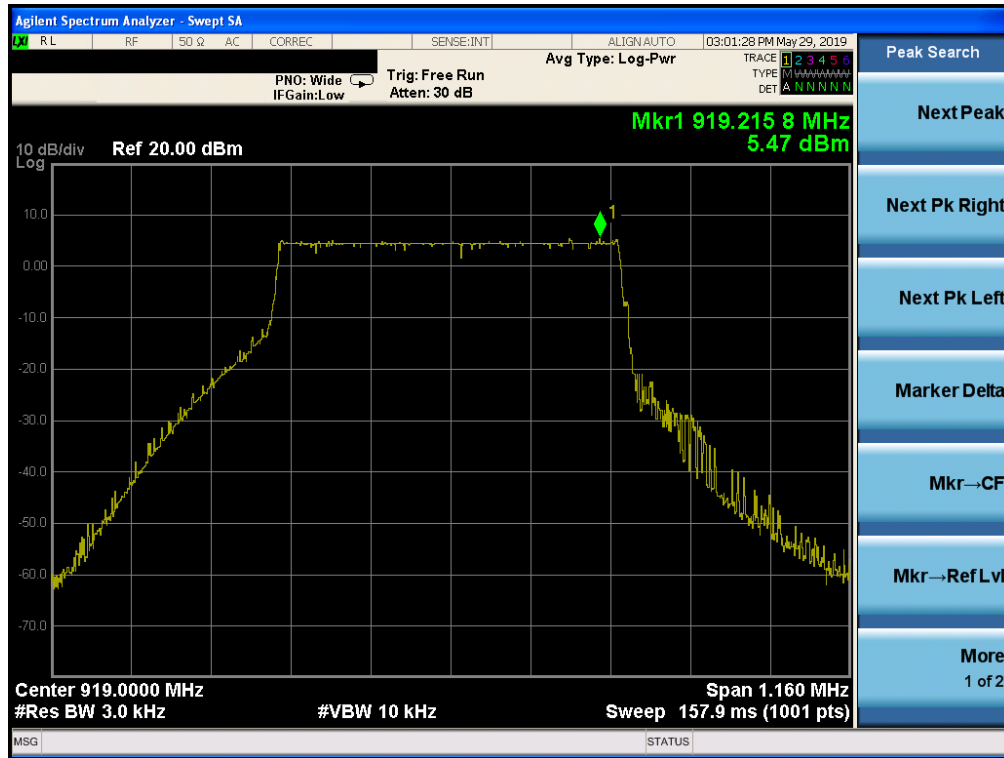 Agilent Spectrum Analyzer - Swept SA
LXI RL RF 50 Ω AC CORREC SENSE:INT ALIGN AUTO 03:01:28 PM May 29, 2019
Avg Type: Log-Pwr TRACE 1 2 3 4 5 6
PNO: Wide Trig: Free Run TYPE M WWWWW
IFGain:Low Atten: 30 dB DET A N N N N N
Peak Search
Mkr1 919.215 8 MHz
5.47 dBm
10 dB/div Ref 20.00 dBm
Log
1
10.0
0.00
-10.0
-20.0
-30.0
-40.0
-50.0
-60.0
-70.0
Center 919.0000 MHz Span 1.160 MHz
#Res BW 3.0 kHz #VBW 10 kHz Sweep 157.9 ms (1001 pts)
MSG STATUS
Next Peak
Next Pk Right
Next Pk Left
Marker Delta
Mkr→CF
Mkr→Ref Lvl
More
1 of 2